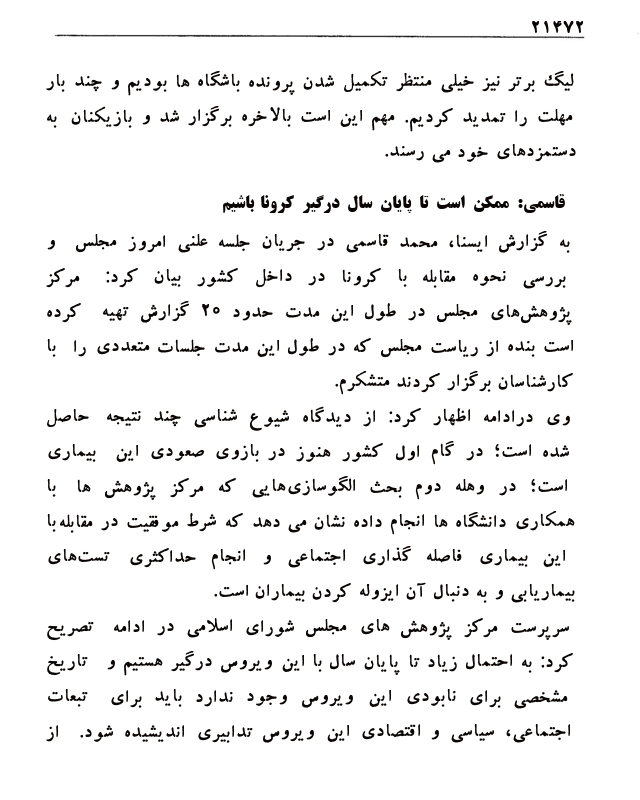 ۲۱۴۷۲
لیگ برتر نیز خیلی منتظر تکمیل شدن پرونده باشگاه ها بودیم و چند بار
مهلت را تمدید کردیم. مهم این است بالاخره برگزار شد و بازیکنان به
دستمزدهای خود می رسند.
قاسمی: ممکن است تا پایان سال درگیر کرونا باشیم
به گزارش ایسنا، محمد قاسمی در جریان جلسه علنی امروز مجلس و
بررسی نحوه مقابله با کرونا در داخل کشور بیان کرد: مرکز
پژوهش‌های مجلس در طول این مدت حدود ۲۵ گزارش تهیه کرده
است بنده از ریاست مجلس که در طول این مدت جلسات متعددی را با
کارشناسان برگزار کردند متشکرم.
وی درادامه اظهار کرد: از دیدگاه شیوع شناسی چند نتیجه حاصل
شده است؛ در گام اول کشور هنوز در بازوی صعودی این بیماری
است؛ در وهله دوم بحث الگوسازی‌هایی که مرکز پژوهش ها با
همکاری دانشگاه ها انجام داده نشان می دهد که شرط موفقیت در مقابله با
این بیماری فاصله گذاری اجتماعی و انجام حداکثری تست‌های
بیماریابی و به دنبال آن ایزوله کردن بیماران است.
سرپرست مرکز پژوهش های مجلس شورای اسلامی در ادامه تصریح
کرد: به احتمال زیاد تا پایان سال با این ویروس درگیر هستیم و تاریخ
مشخصی برای نابودی این ویروس وجود ندارد باید برای تبعات
اجتماعی، سیاسی و اقتصادی این ویروس تدابیری اندیشیده شود. از